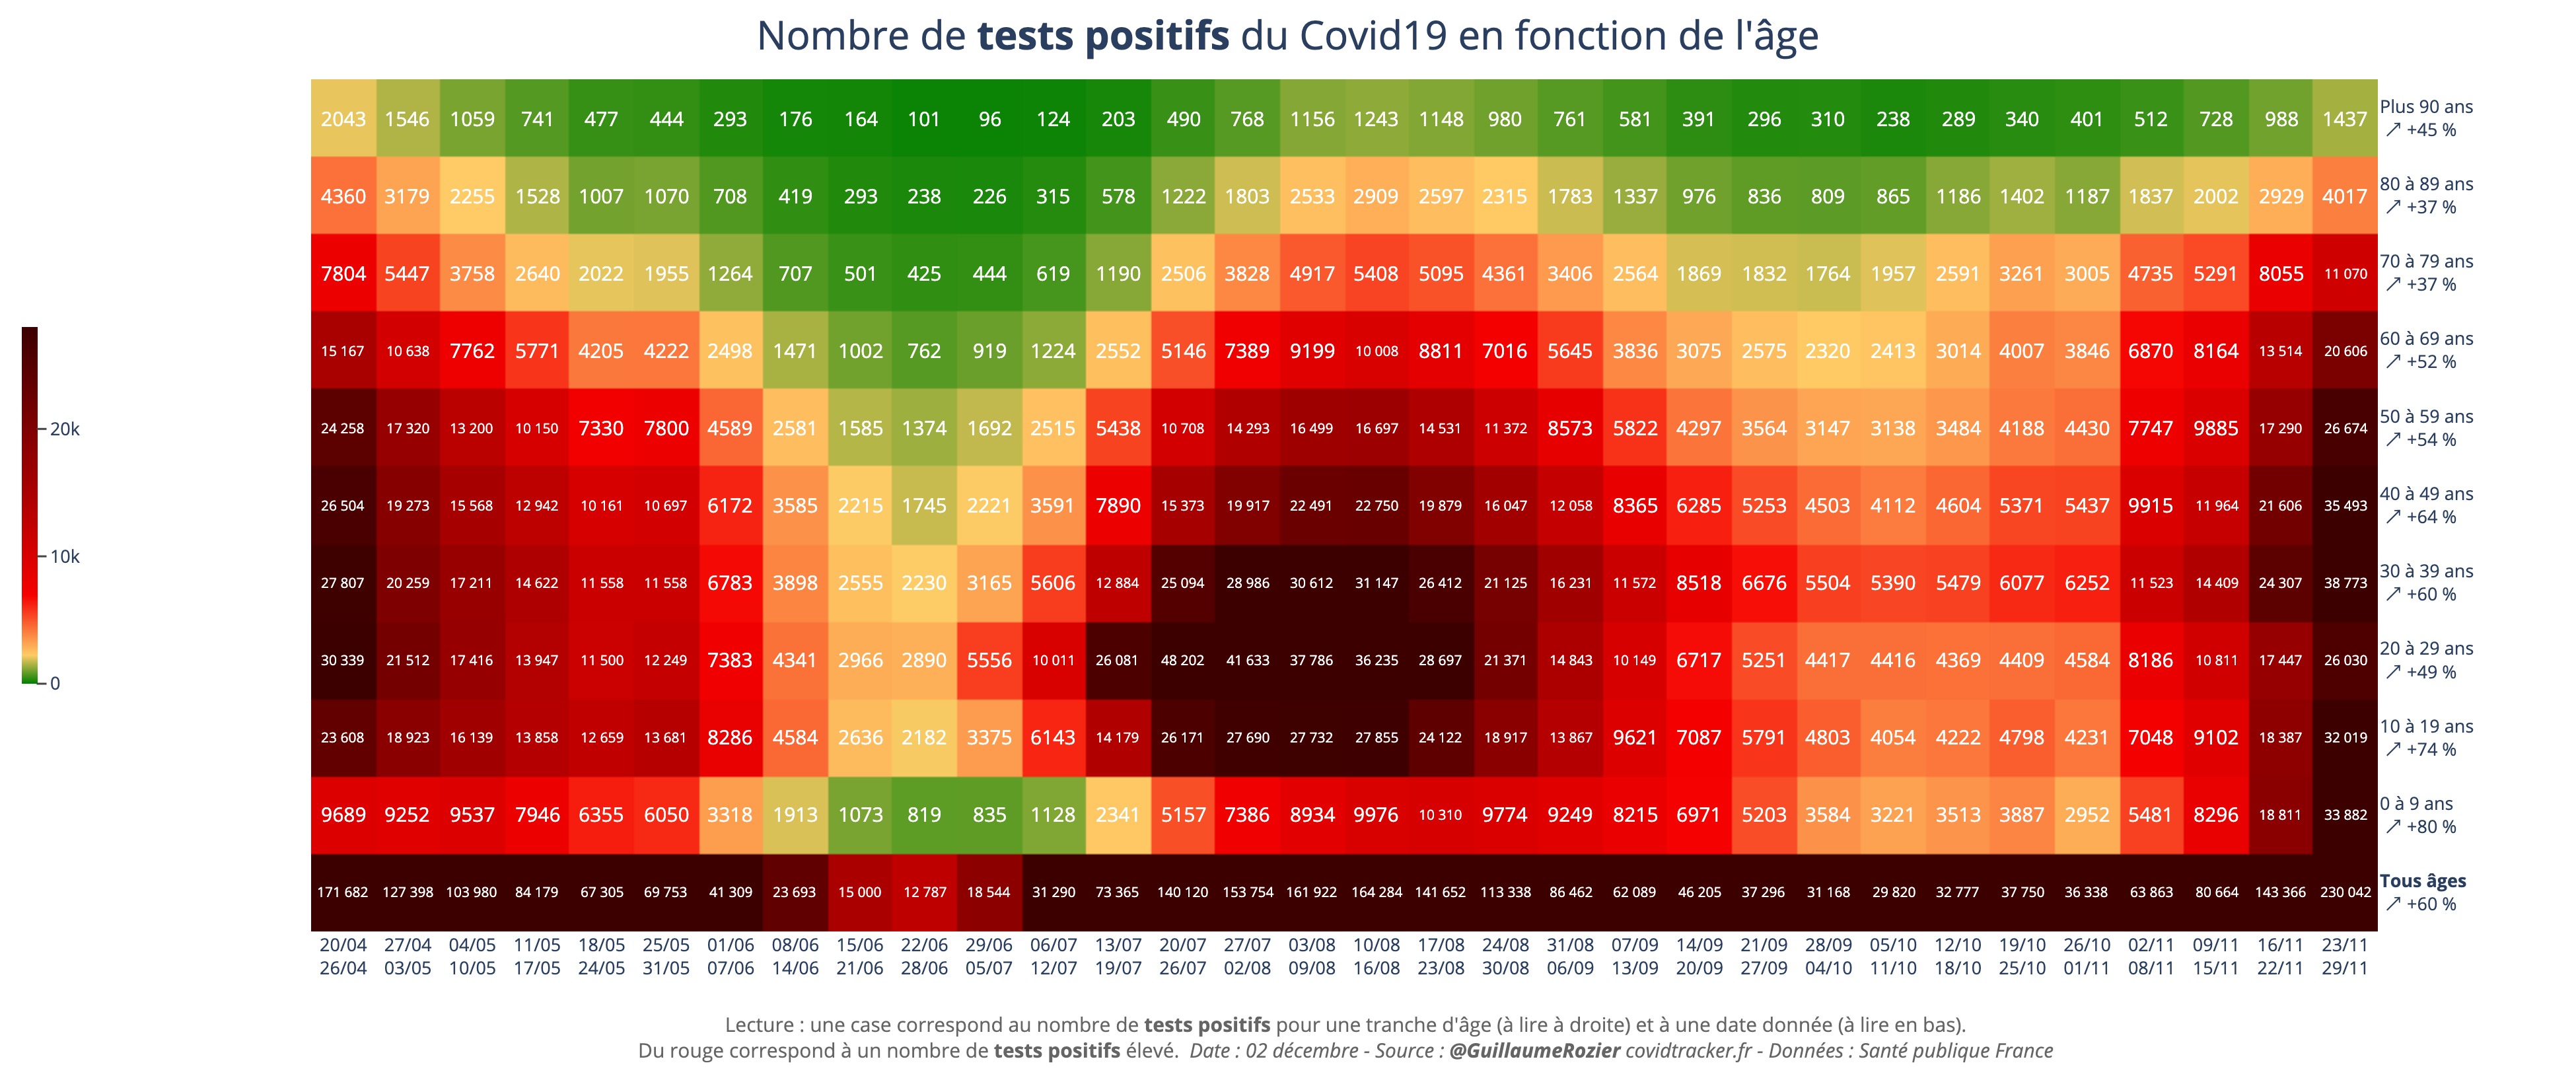 Nombre de tests positifs du Covid19 en fonction de l'âge
2043 1546 1059 741 477 444 293 176 164 101 96 124 203 490 768 1156 1243 1148 980 761 581 391 296 310 238 289 340 401 512 728 988 1437 Plus 90 ans
↗ +45 %
4360 3179 2255 1528 1007 1070 708 419 293 238 226 315 578 1222 1803 2533 2909 2597 2315 1783 1337 976 836 809 865 1186 1402 1187 1837 2002 2929 4017 80 à 89 ans
↗ +37 %
7804 5447 3758 2640 2022 1955 1264 707 501 425 444 619 1190 2506 3828 4917 5408 5095 4361 3406 2564 1869 1832 1764 1957 2591 3261 3005 4735 5291 8055 11 070 70 à 79 ans
↗ +37 %
15 167 10 638 7762 5771 4205 4222 2498 1471 1002 762 919 1224 2552 5146 7389 9199 10 008 8811 7016 5645 3836 3075 2575 2320 2413 3014 4007 3846 6870 8164 13 514 20 606 60 à 69 ans
↗ +52 %
24 258 17 320 13 200 10 150 7330 7800 4589 2581 1585 1374 1692 2515 5438 10 708 14 293 16 499 16 697 14 531 11 372 8573 5822 4297 3564 3147 3138 3484 4188 4430 7747 9885 17 290 26 674 50 à 59 ans
↗ +54 %
20k
26 504 19 273 15 568 12 942 10 161 10 697 6172 3585 2215 1745 2221 3591 7890 15 373 19 917 22 491 22 750 19 879 16 047 12 058 8365 6285 5253 4503 4112 4604 5371 5437 9915 11 964 21 606 35 493 40 à 49 ans
↗ +64 %
10k
27 807 20 259 17 211 14 622 11 558 11 558 6783 3898 2555 2230 3165 5606 12 884 25 094 28 986 30 612 31 147 26 412 21 125 16 231 11 572 8518 6676 5504 5390 5479 6077 6252 11 523 14 409 24 307 38 773 30 à 39 ans
↗ +60 %
30 339 21 512 17 416 13 947 11 500 12 249 7383 4341 2966 2890 5556 10 011 26 081 48 202 41 633 37 786 36 235 28 697 21 371 14 843 10 149 6717 5251 4417 4416 4369 4409 4584 8186 10 811 17 447 26 030 20 à 29 ans
↗ +49 %
0
23 608 18 923 16 139 13 858 12 659 13 681 8286 4584 2636 2182 3375 6143 14 179 26 171 27 690 27 732 27 855 24 122 18 917 13 867 9621 7087 5791 4803 4054 4222 4798 4231 7048 9102 18 387 32 019 10 à 19 ans
↗ +74 %
9689 9252 9537 7946 6355 6050 3318 1913 1073 819 835 1128 2341 5157 7386 8934 9976 10 310 9774 9249 8215 6971 5203 3584 3221 3513 3887 2952 5481 8296 18 811 33 882 0 à 9 ans
↗ +80 %
171 682 127 398 103 980 84 179 67 305 69 753 41 309 23 693 15 000 12 787 18 544 31 290 73 365 140 120 153 754 161 922 164 284 141 652 113 338 86 462 62 089 46 205 37 296 31 168 29 820 32 777 37 750 36 338 63 863 80 664 143 366 230 042 Tous âges
↗ +60 %
20/04 27/04 04/05 11/05 18/05 25/05 01/06 08/06 15/06 22/06 29/06 06/07 13/07 20/07 27/07 03/08 10/08 17/08 24/08 31/08 07/09 14/09 21/09 28/09 05/10 12/10 19/10 26/10 02/11 09/11 16/11 23/11
26/04 03/05 10/05 17/05 24/05 31/05 07/06 14/06 21/06 28/06 05/07 12/07 19/07 26/07 02/08 09/08 16/08 23/08 30/08 06/09 13/09 20/09 27/09 04/10 11/10 18/10 25/10 01/11 08/11 15/11 22/11 29/11
Lecture : une case correspond au nombre de tests positifs pour une tranche d'âge (à lire à droite) et à une date donnée (à lire en bas).
Du rouge correspond à un nombre de tests positifs élevé. Date : 02 décembre - Source : @GuillaumeRozier covidtracker.fr - Données : Santé publique France